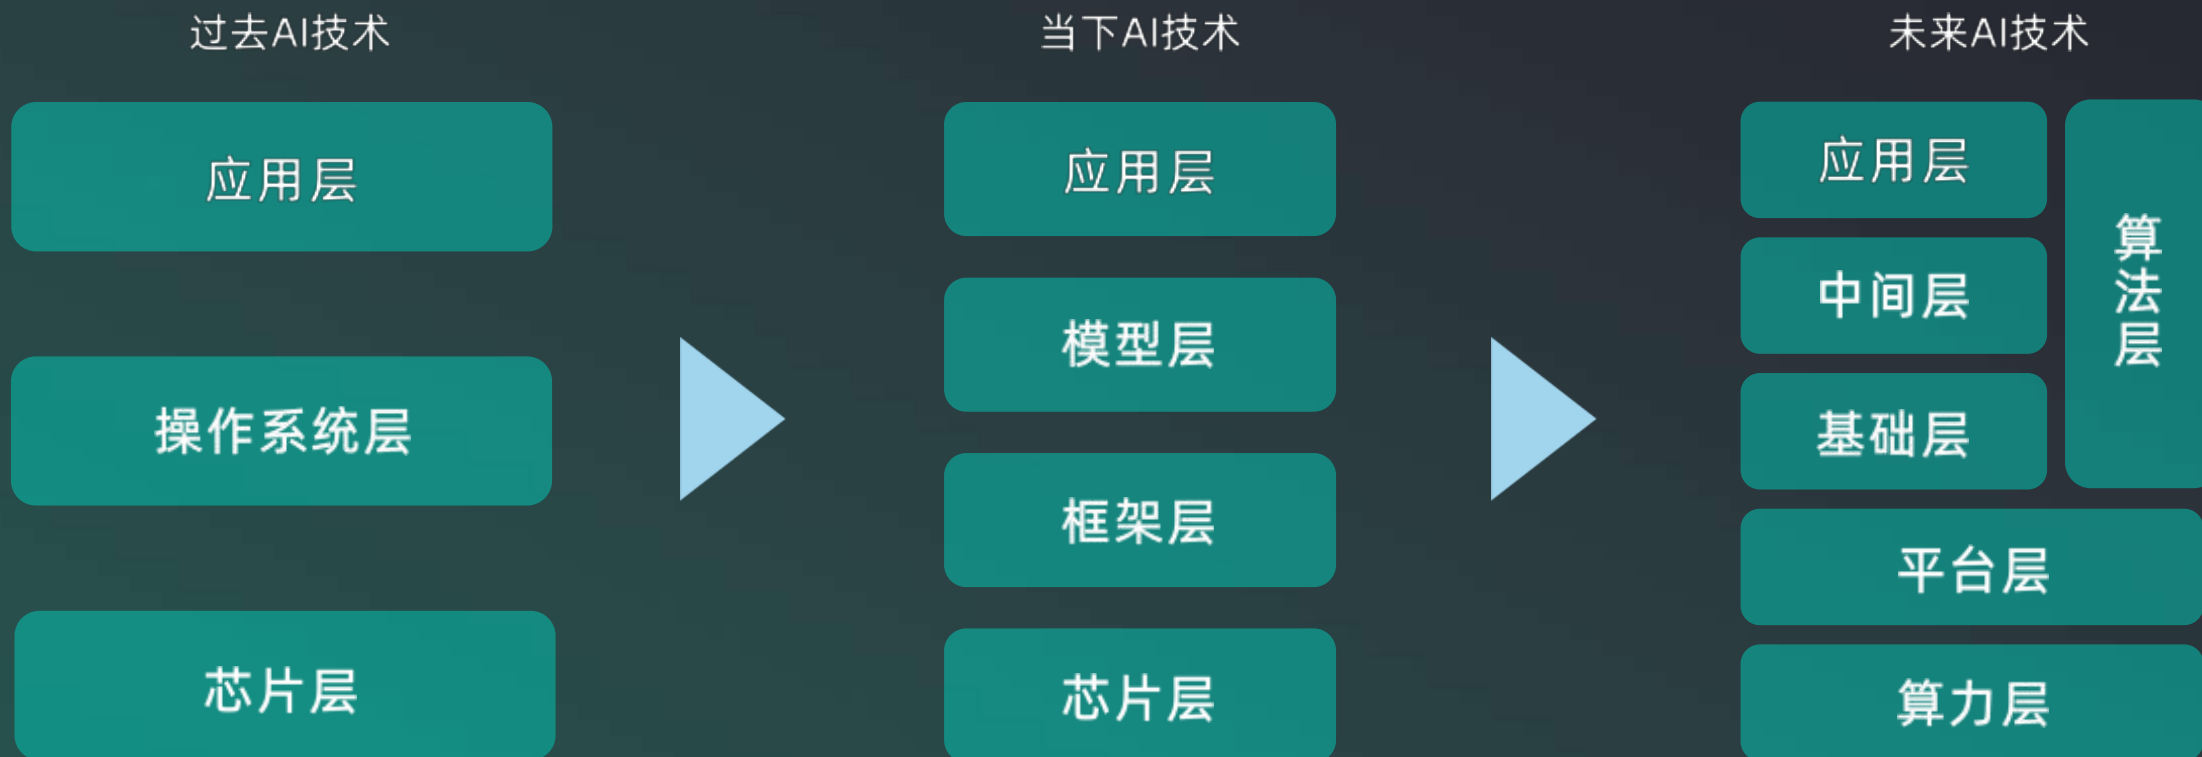 过去AI技术
应用层
操作系统层
芯片层
当下AI技术
应用层
模型层
框架层
芯片层
未来AI技术
应用层
中间层
基础层
算法层
平台层
算力层